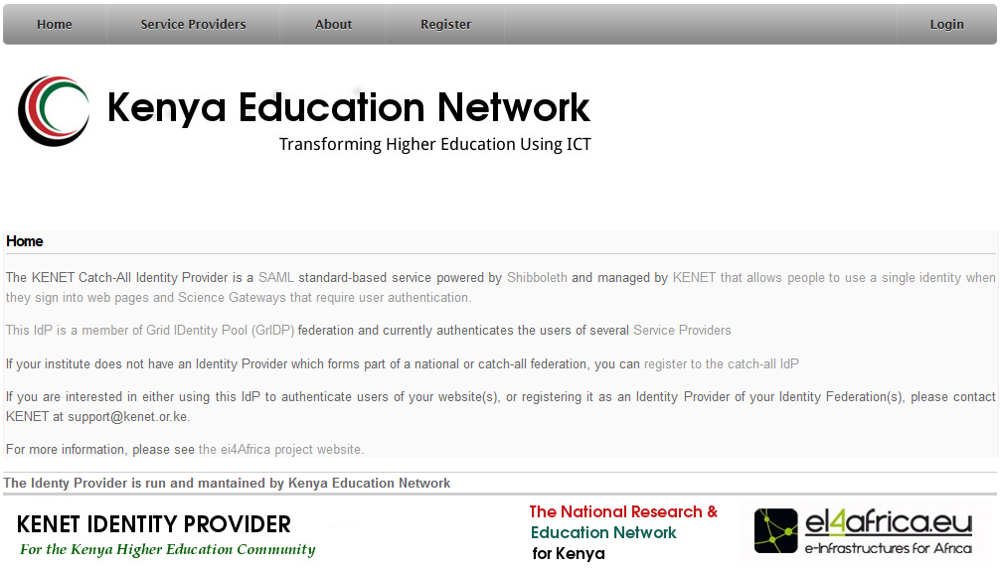 Home Service Providers About Register Login
Kenya Education Network
Transforming Higher Education Using ICT
Home
The KENET Catch-All Identity Provider is a SAML standard-based service powered by Shibboleth and managed by KENET that allows people to use a single identity when
they sign into web pages and Science Gateways that require user authentication.
This IdP is a member of Grid IDentity Pool (GrIDP) federation and currently authenticates the users of several Service Providers
If your institute does not have an Identity Provider which forms part of a national or catch-all federation, you can register to the catch-all IdP
If you are interested in either using this IdP to authenticate users of your website(s), or registering it as an Identity Provider of your Identity Federation(s), please contact
KENET at support@kenet.or.ke.
For more information, please see the ei4Africa project website.
The Identy Provider is run and mantained by Kenya Education Network
KENET IDENTITY PROVIDER
For the Kenya Higher Education Community
The National Research &
Education Network
for Kenya
eI4africa.eu
e-Infrastructures for Africa